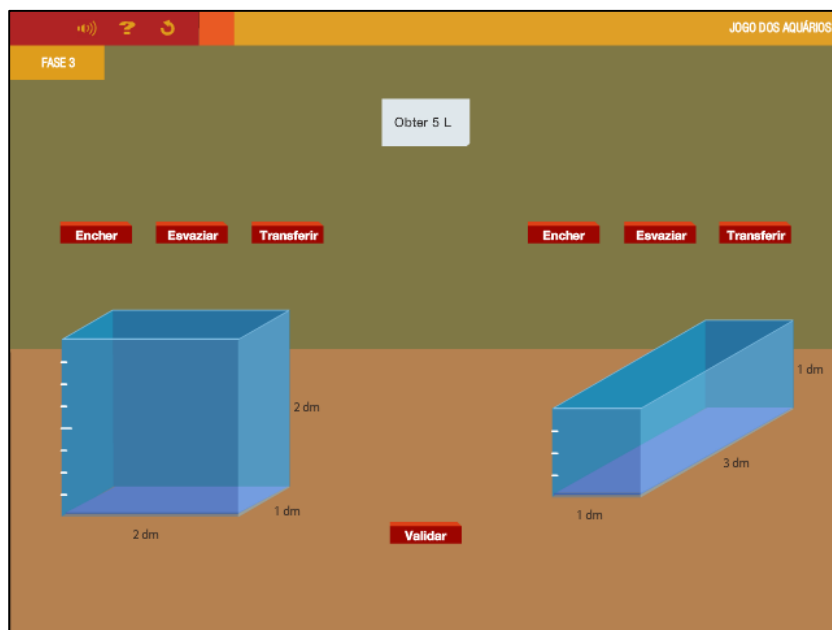 ?
JOGO DOS AQUÁRIOS
FASE 3
Obter 5 L
Encher Esvaziar Transferir
Encher Esvaziar Transferir
1 dm
2 dm
3 dm
1 dm
1 dm
2 dm
Validar